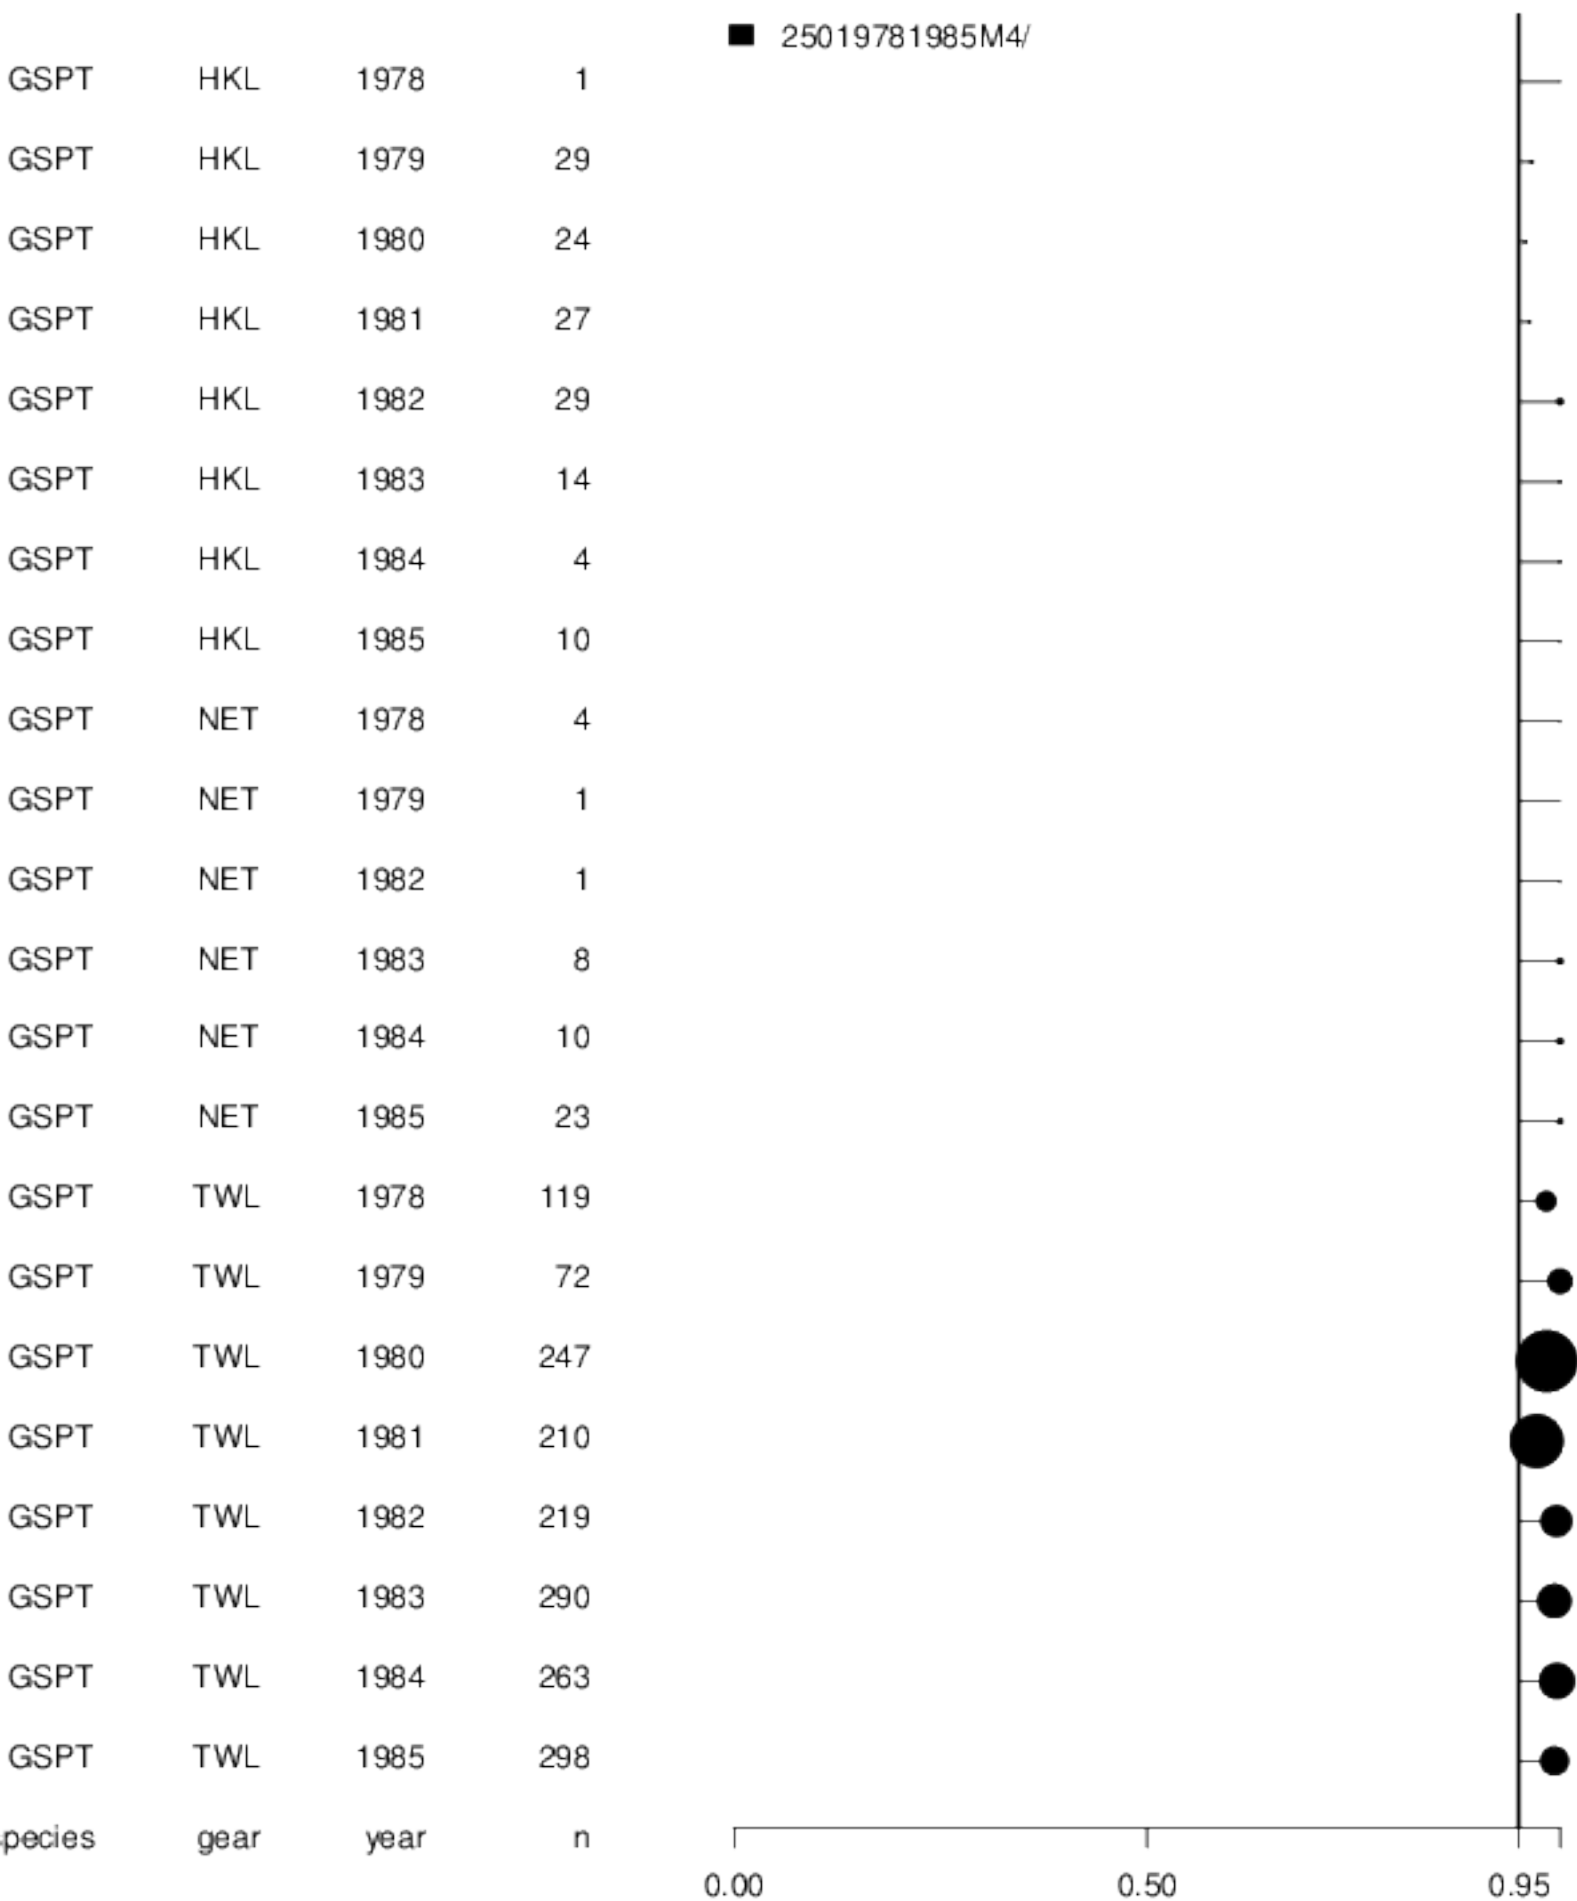 25019781985M4/
GSPT HKL 1978 1
GSPT HKL 1979 29
GSPT HKL 1980 24
GSPT HKL 1981 27
GSPT HKL 1982 29
GSPT HKL 1983 14
GSPT HKL 1984 4
GSPT HKL 1985 10
GSPT NET 1978 4
GSPT NET 1979 1
GSPT NET 1982 1
GSPT NET 1983 8
GSPT NET 1984 10
GSPT NET 1985 23
GSPT TWL 1978 119
GSPT TWL 1979 72
GSPT TWL 1980 247
GSPT TWL 1981 210
GSPT TWL 1982 219
GSPT TWL 1983 290
GSPT TWL 1984 263
GSPT TWL 1985 298
pecies gear year n
0.00 0.50 0.95